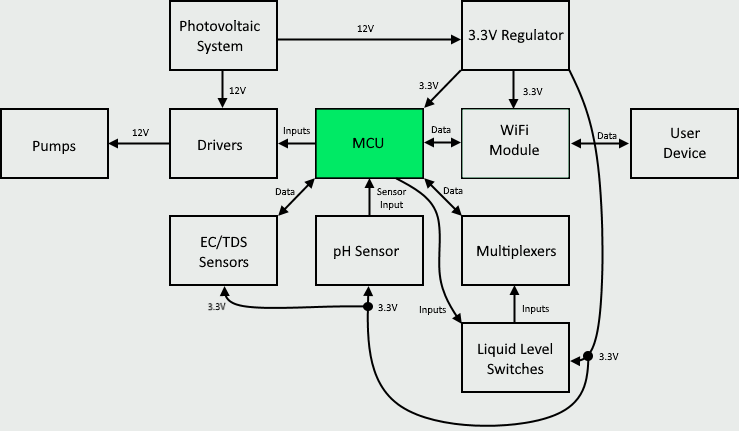 Photovoltaic
System
12V
3.3V Regulator
12V
3.3V
3.3V
Pumps
12V
Drivers
Inputs
MCU
Data
WiFi
Module
Data
User
Device
Data
Sensor
Input
Data
EC/TDS
Sensors
pH Sensor
Multiplexers
3.3V
3.3V
Inputs
Inputs
Liquid Level
Switches
3.3V